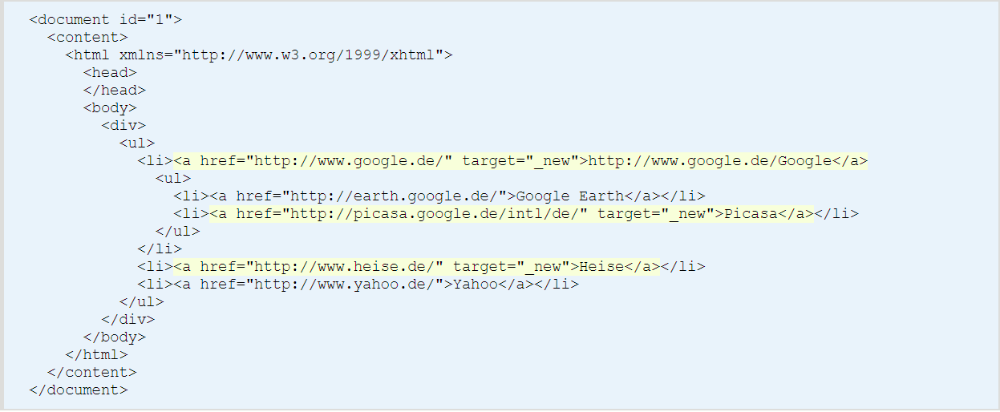 <document id="1">
  <content>
    <html xmlns="http://www.w3.org/1999/xhtml">
      <head>
      </head>
      <body>
        <div>
          <ul>
            <li><a href="http://www.google.de/" target="_new">http://www.google.de/Google</a>
              <ul>
                <li><a href="http://earth.google.de/">Google Earth</a></li>
                <li><a href="http://picasa.google.de/intl/de/" target="_new">Picasa</a></li>
              </ul>
            </li>
            <li><a href="http://www.heise.de/" target="_new">Heise</a></li>
            <li><a href="http://www.yahoo.de/">Yahoo</a></li>
          </ul>
        </div>
      </body>
    </html>
  </content>
</document>